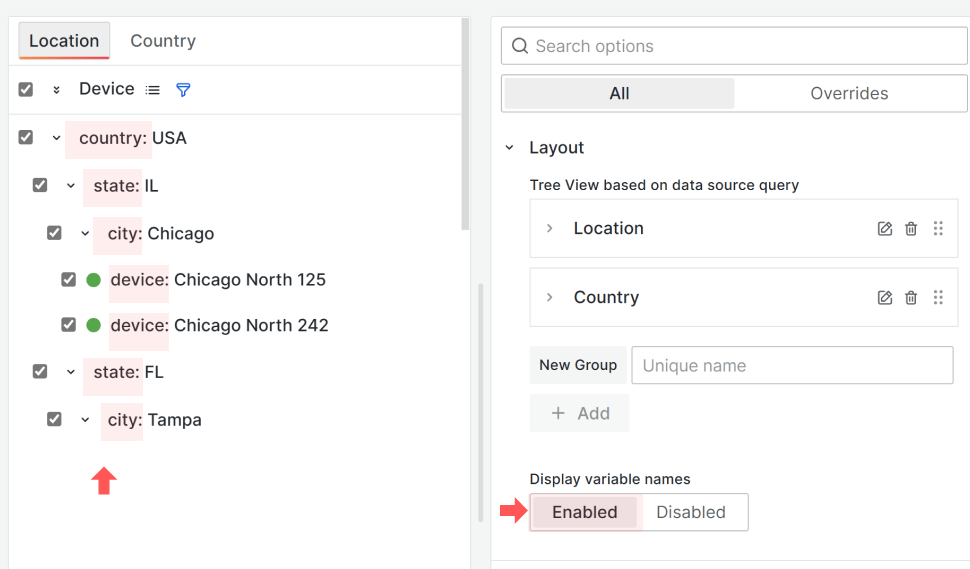 Location Country
Device
country: USA
state: IL
city: Chicago
device: Chicago North 125
device: Chicago North 242
state: FL
city: Tampa
Search options
All Overrides
Layout
Tree View based on data source query
Location
Country
New Group Unique name
+ Add
Display variable names
Enabled Disabled